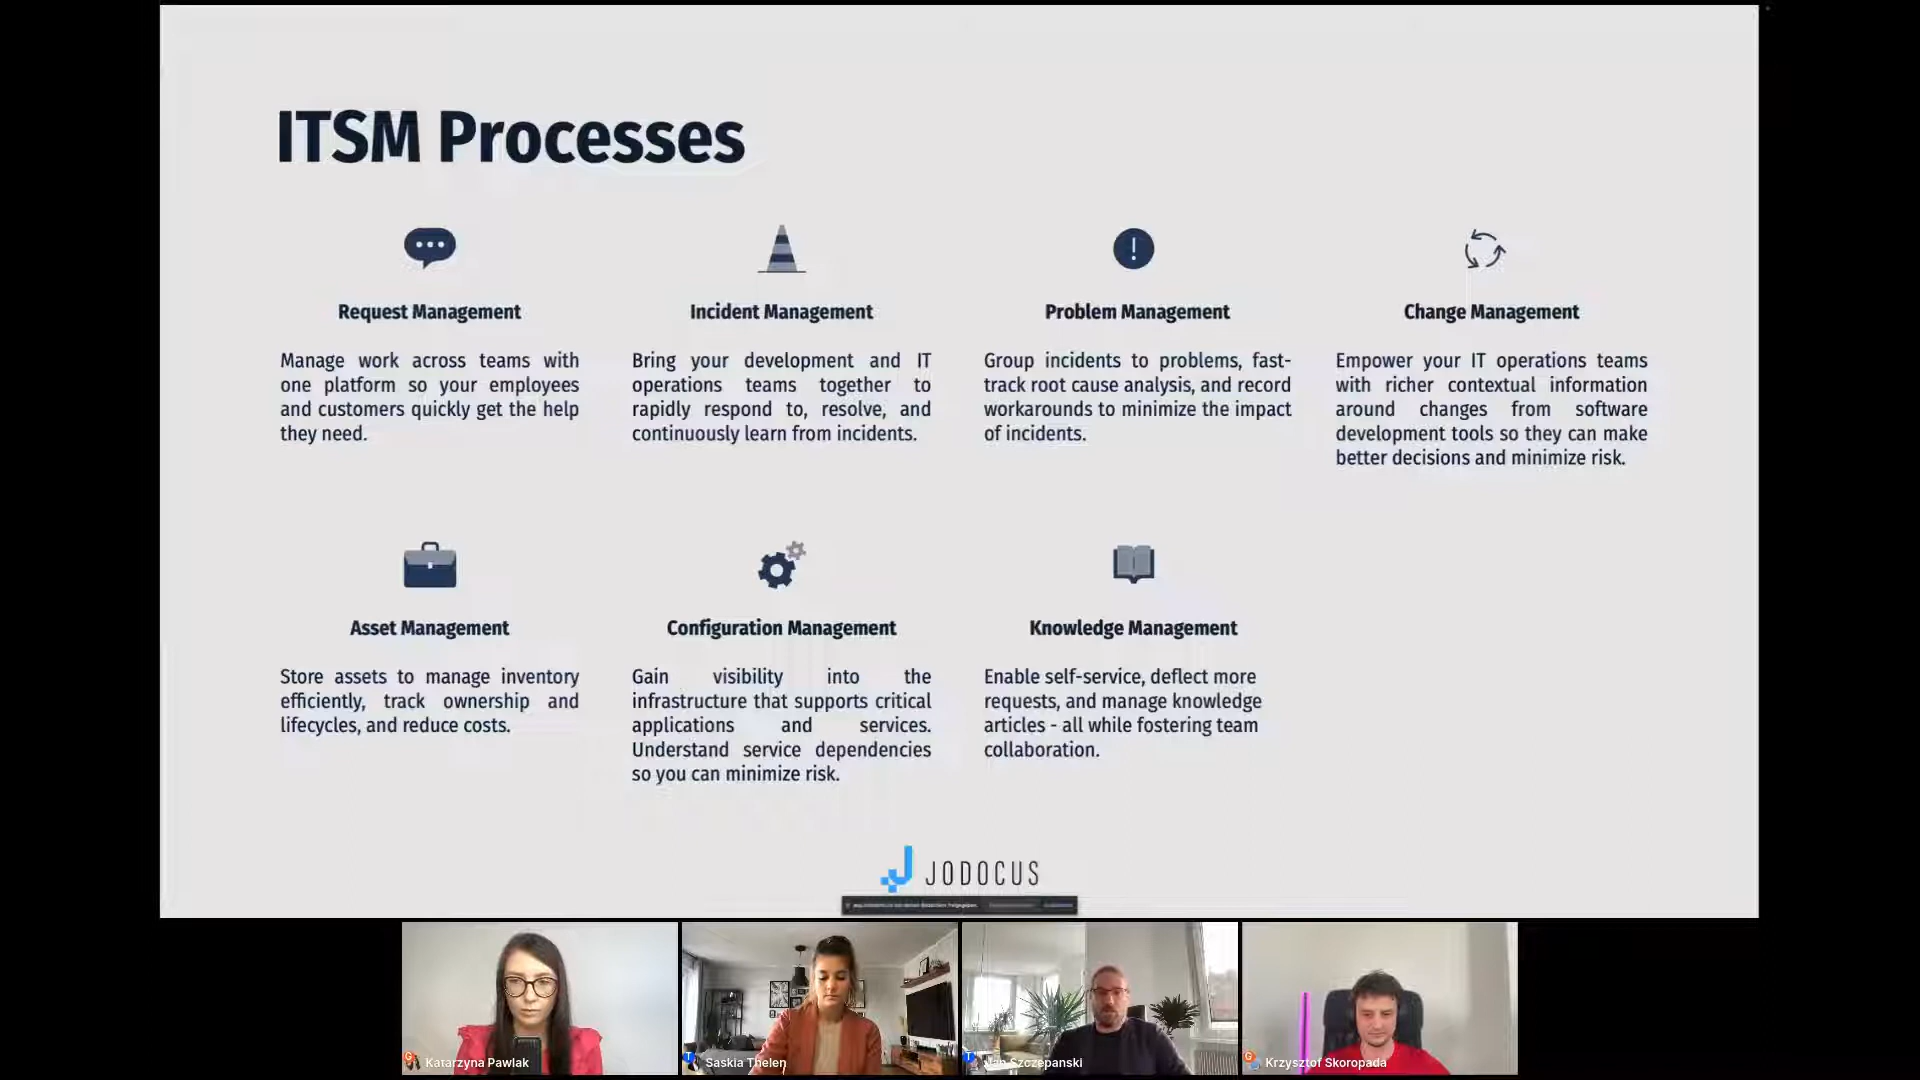 ITSM Processes
Request Management
Manage work across teams with
one platform so your employees
and customers quickly get the help
they need.
Incident Management
Bring your development and IT
operations teams together to
rapidly respond to, resolve, and
continuously learn from incidents.
Problem Management
Group incidents to problems, fast-
track root cause analysis, and record
workarounds to minimize the impact
of incidents.
Change Management
Empower your IT operations teams
with richer contextual information
around changes from software
development tools so they can make
better decisions and minimize risk.
Asset Management
Store assets to manage inventory
efficiently, track ownership and
lifecycles, and reduce costs.
Configuration Management
Gain visibility into the
infrastructure that supports critical
applications and services.
Understand service dependencies
so you can minimize risk.
Knowledge Management
Enable self-service, deflect more
requests, and manage knowledge
articles - all while fostering team
collaboration.
JODOCUS
Katarzyna Pawlak
Saskia Thelen
Szczepanski
Krzysztof Skoropada